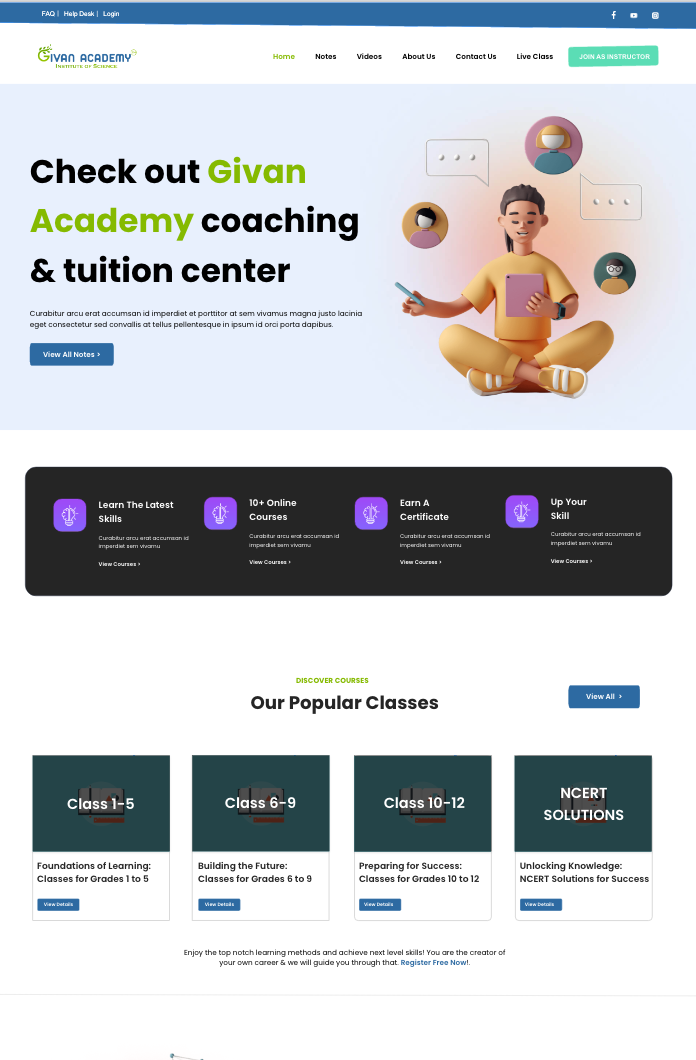 FAQ | Help Desk | Login
GIVAN ACADEMY
INSTITUTE OF SCIENCE
Home Notes Videos About Us Contact Us Live Class JOIN AS INSTRUCTOR
Check out Givan
Academy coaching
& tuition center
Curabitur arcu erat accumsan id imperdiet et porttitor at sem vivamus magna justo lacinia
eget consectetur sed convallis at tellus pellentesque in ipsum id orci porta dapibus.
View All Notes >
Learn The Latest
Skills
Curabitur arcu erat accumsan id
imperdiet sem vivamu
View Courses >
10+ Online
Courses
Curabitur arcu erat accumsan id
imperdiet sem vivamu
View Courses >
Earn A
Certificate
Curabitur arcu erat accumsan id
imperdiet sem vivamu
View Courses >
Up Your
Skill
Curabitur arcu erat accumsan id
imperdiet sem vivamu
View Courses >
DISCOVER COURSES
Our Popular Classes
View All >
Class 1-5
Foundations of Learning:
Classes for Grades 1 to 5
View Details
Class 6-9
Building the Future:
Classes for Grades 6 to 9
View Details
Class 10-12
Preparing for Success:
Classes for Grades 10 to 12
View Details
NCERT
SOLUTIONS
Unlocking Knowledge:
NCERT Solutions for Success
View Details
Enjoy the top notch learning methods and achieve next level skills! You are the creator of
your own career & we will guide you through that. Register Free Now!.